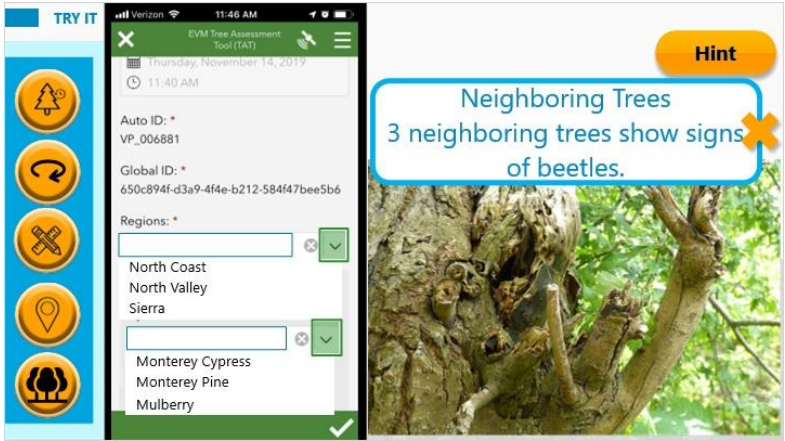 TRY IT
Verizon 11:46 AM
EVM Tree Assessment
Tool (TAT)
Thursday, November 14, 2019
11:40 AM
Auto ID: *
VP_006881
Global ID: *
650c894f-d3a9-4f4e-b212-584f47bee5b6
Regions: *
North Coast
North Valley
Sierra
Monterey Cypress
Monterey Pine
Mulberry
Hint
Neighboring Trees
3 neighboring trees show signs
of beetles.